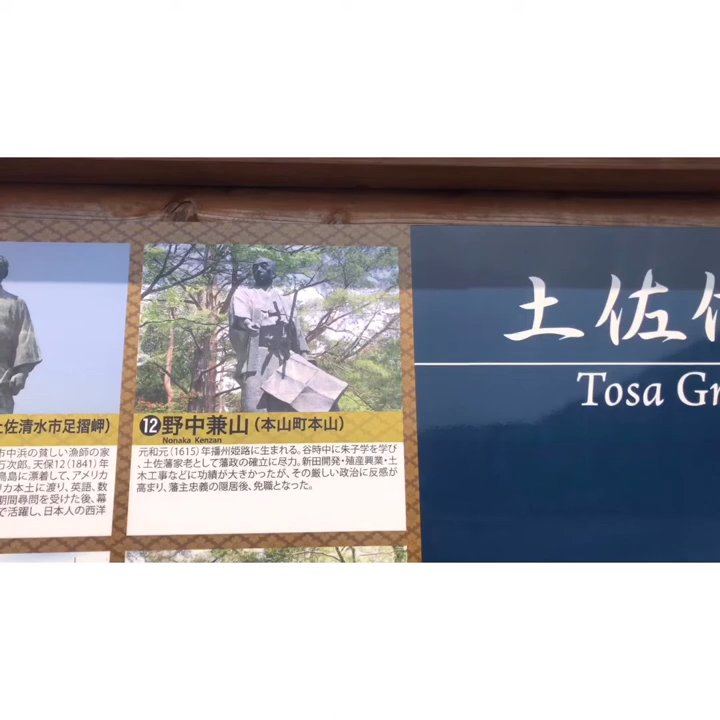 土佐清水市足摺岬)
市中浜の貧しい漁師の家
万次郎。天保12(1841)年
鳥島に漂着して、アメリカ
リカ本土に渡り、英語、数
期間尋問を受けた後、幕
で活躍し、日本人の西洋
⑫野中兼山(本山町本山)
Nonaka Kenzan
元和元(1615)年播州姫路に生まれる。谷時中に朱子学を学び
、土佐藩家老として藩政の確立に尽力。新田開発・殖産興業・土
木工事などに功績が大きかったが、その厳しい政治に反感が
高まり、藩主忠義の隠居後、免職となった。
土佐
Tosa Gr